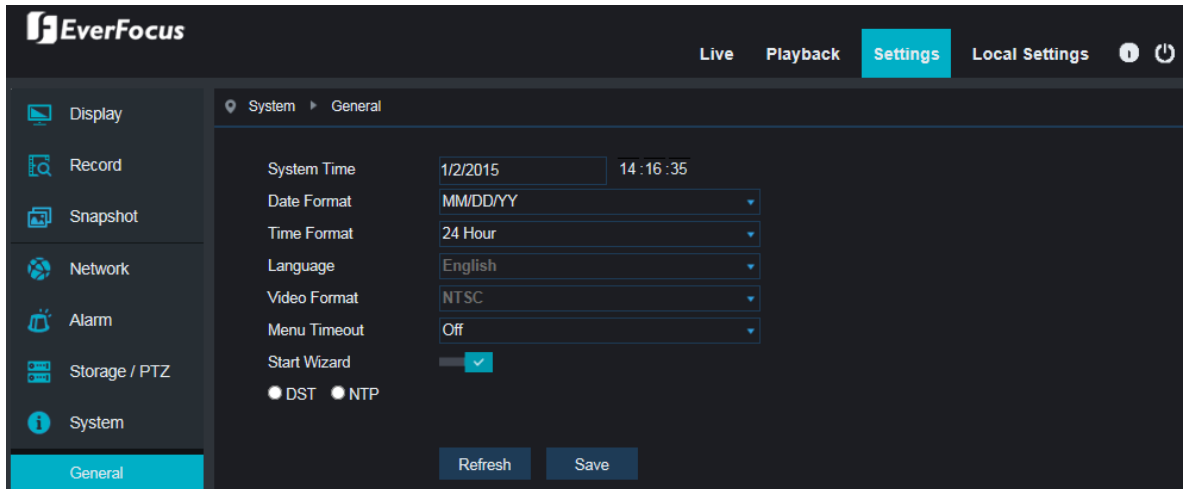 EverFocus
Live Playback Settings Local Settings
Display
Record
Snapshot
Network
Alarm
Storage / PTZ
System
General
System General
System Time 1/2/2015 14:16:35
Date Format MM/DD/YY
Time Format 24 Hour
Language English
Video Format NTSC
Menu Timeout Off
Start Wizard
DST NTP
Refresh Save